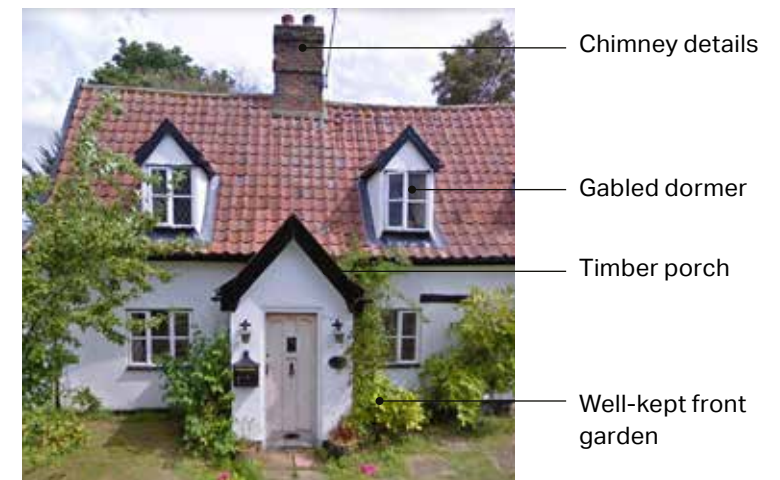 Chimney details
Gabled dormer
Timber porch
Well-kept front
garden